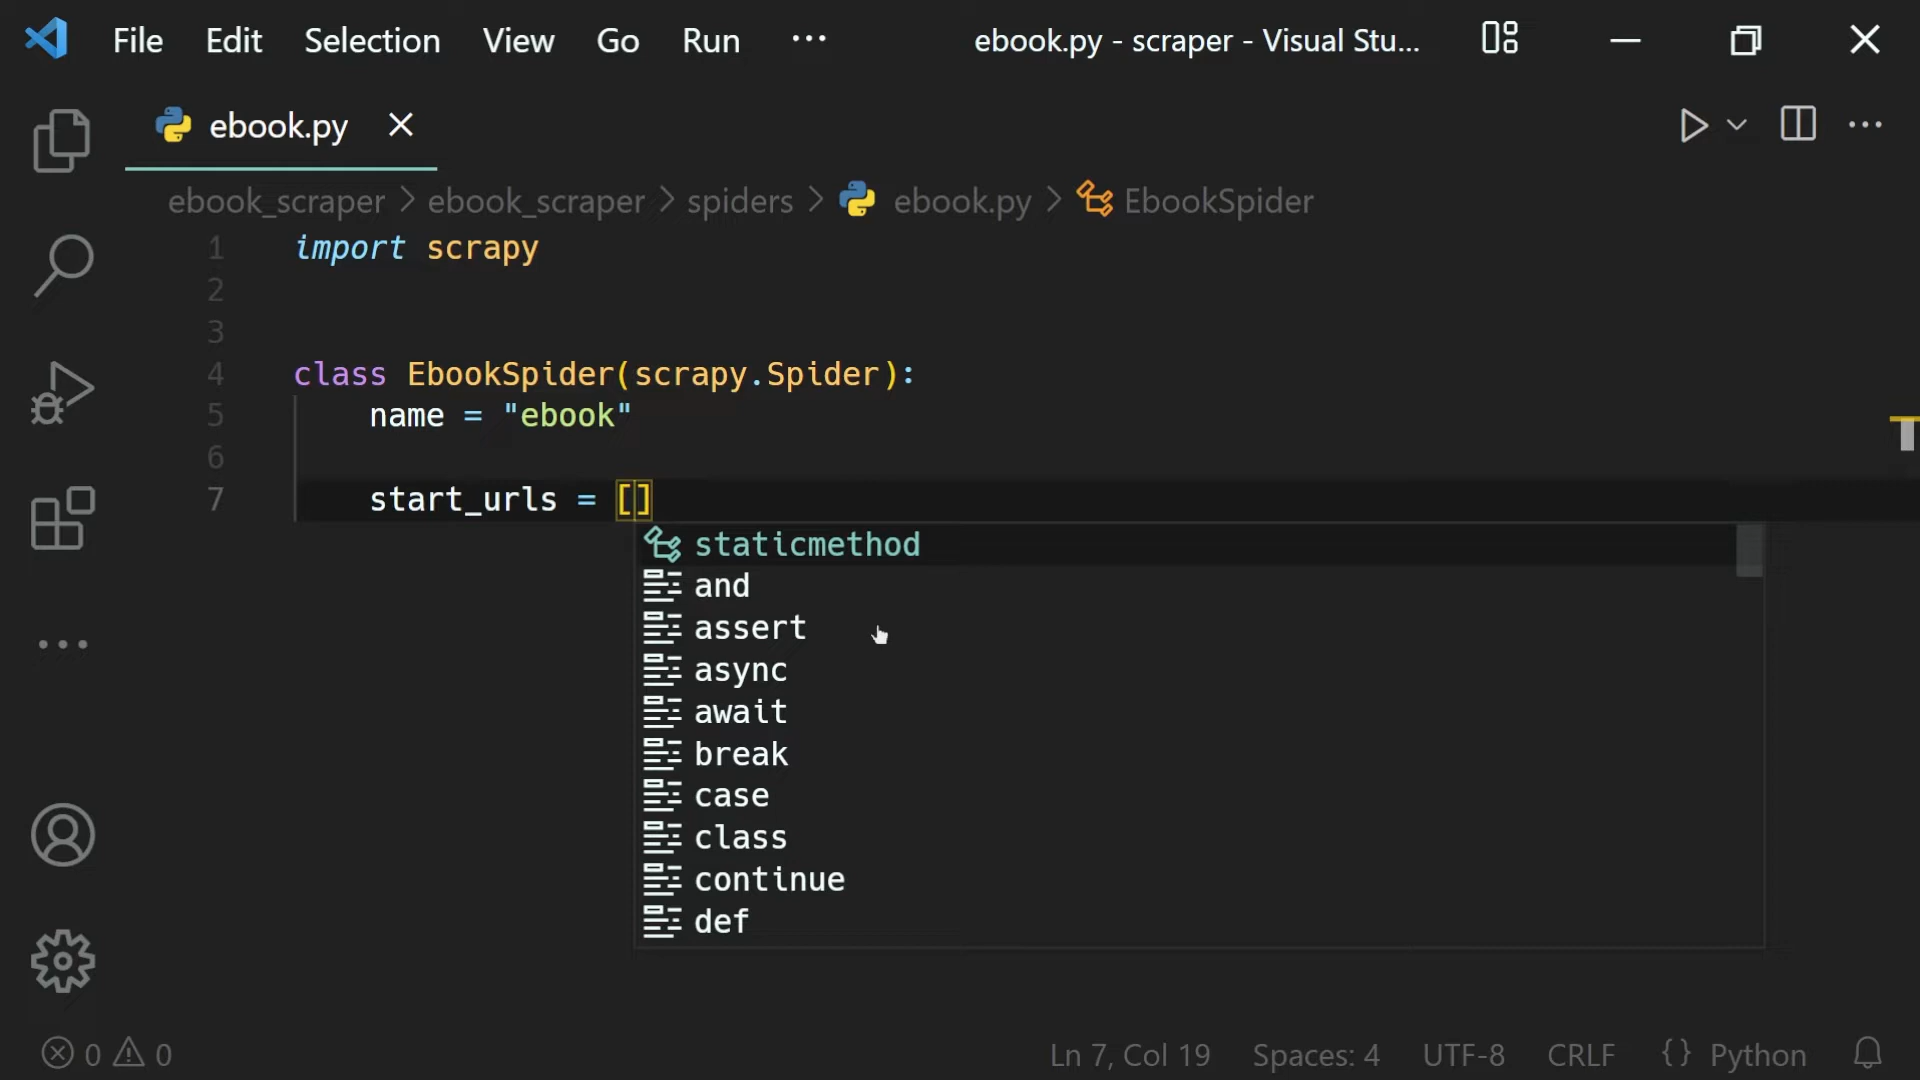 File Edit Selection View Go Run ··· ebook.py - scraper - Visual Stu...
ebook.py
ebook_scraper > ebook_scraper > spiders > ebook.py > EbookSpider
1 import scrapy
2
3
4 class EbookSpider(scrapy.Spider):
5 name = "ebook"
6
7 start_urls = []
staticmethod
and
assert
async
await
break
case
class
continue
def
0 0 Ln 7, Col 19 Spaces: 4 UTF-8 CRLF {} Python